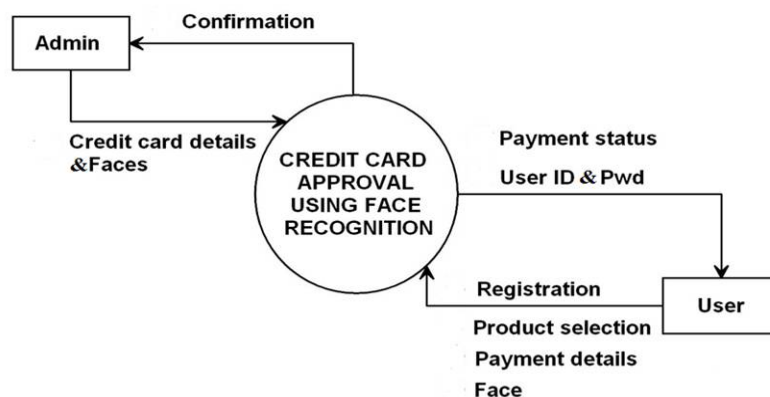 Confirmation
Admin
Credit card details
&Faces
CREDIT CARD
APPROVAL
USING FACE
RECOGNITION
Payment status
User ID & Pwd
Registration
User
Product selection
Payment details
Face